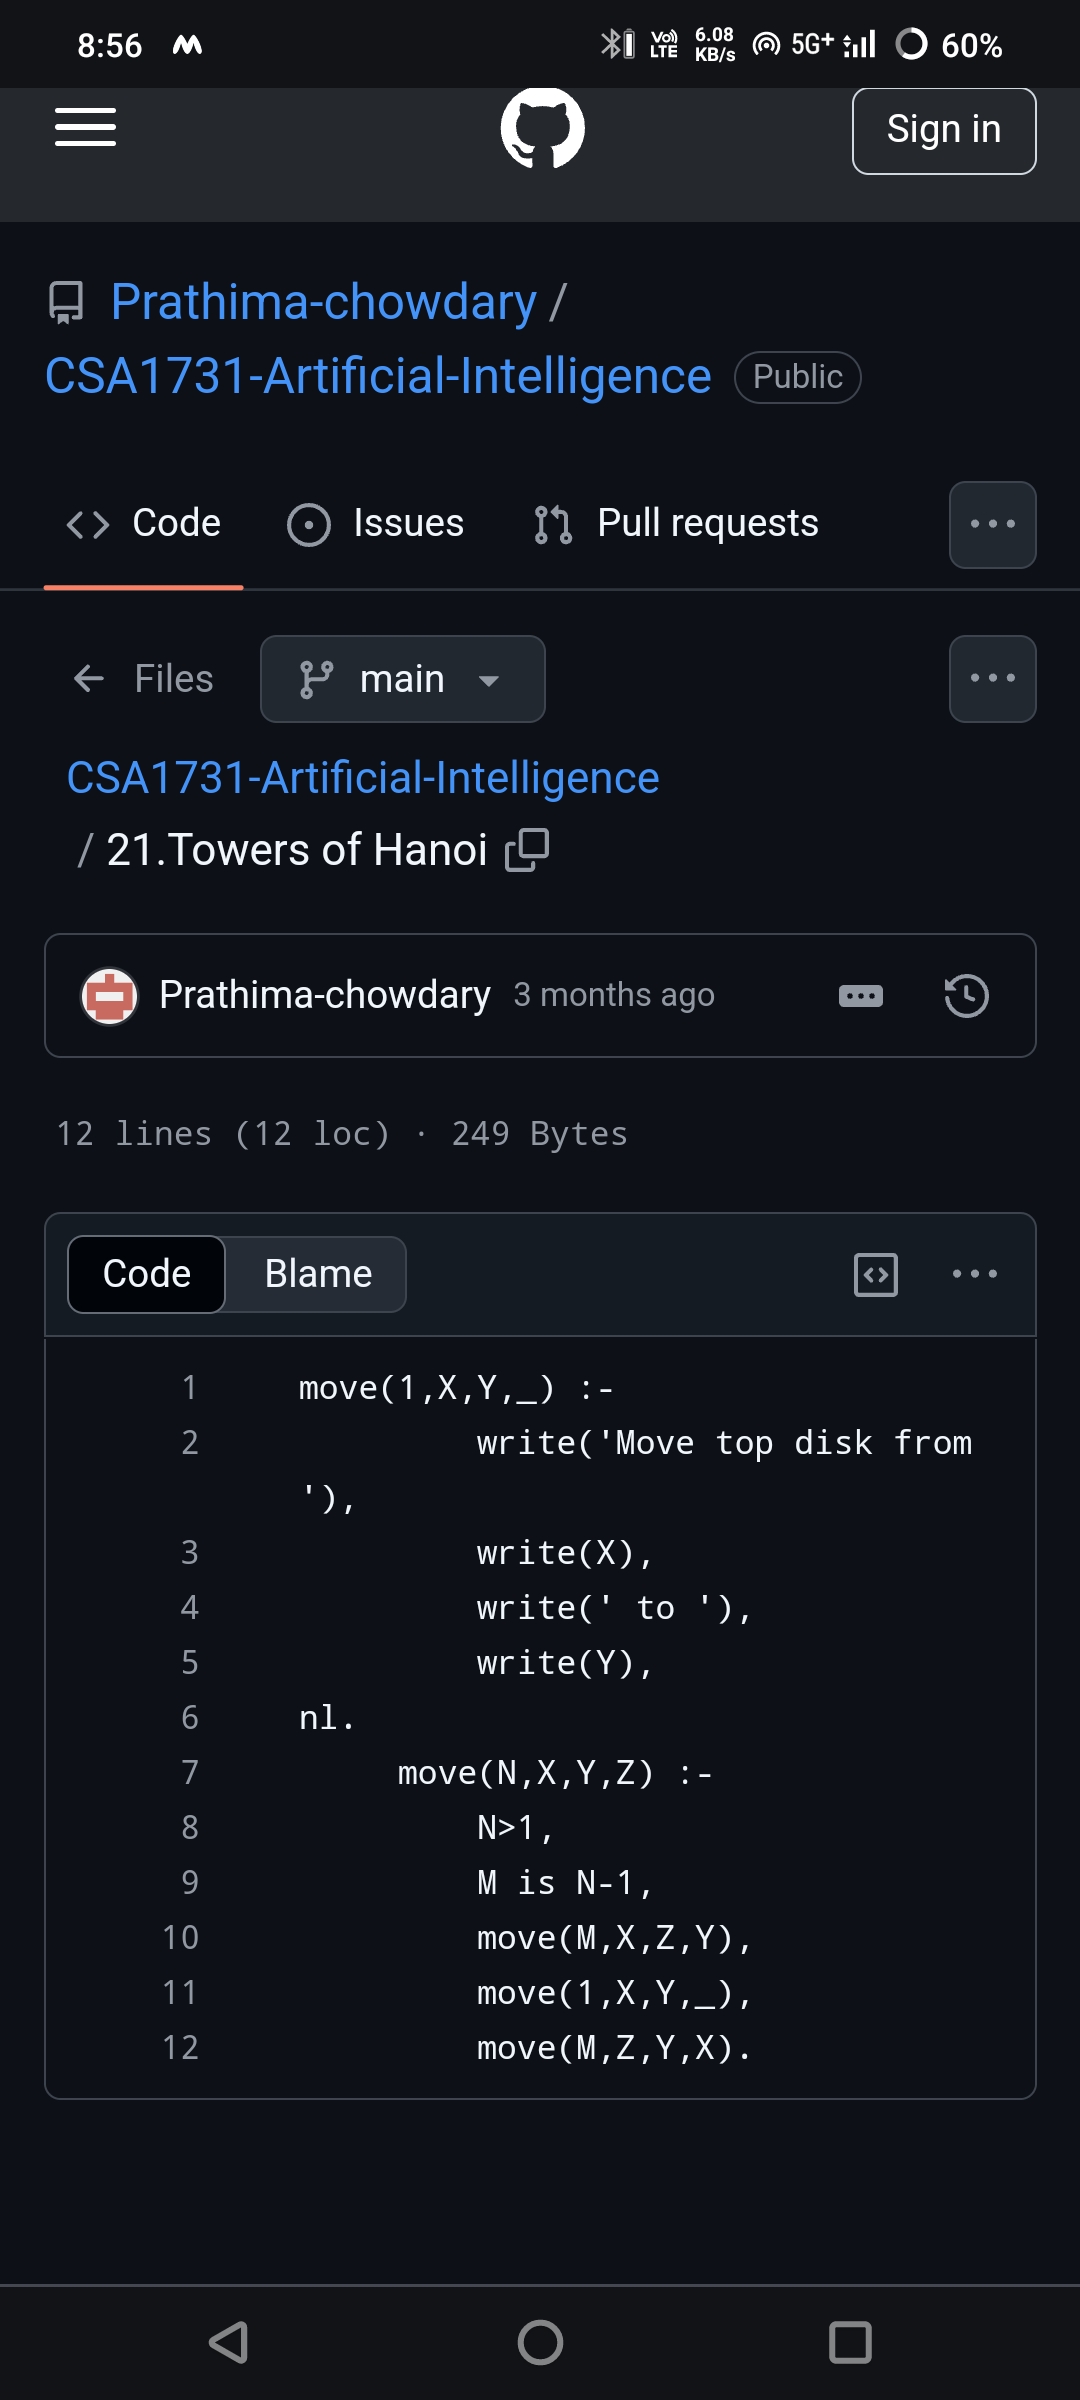 8:56 Vo) LTE 6.08 KB/s 5G+ 60%
Sign in
Prathima-chowdary /
CSA1731-Artificial-Intelligence Public
Code Issues Pull requests
Files main
CSA1731-Artificial-Intelligence
/ 21.Towers of Hanoi
Prathima-chowdary 3 months ago
12 lines (12 loc) · 249 Bytes
Code Blame
1 move(1,X,Y,_) :-
2 write('Move top disk from
'),
3 write(X),
4 write(' to '),
5 write(Y),
6 nl.
7 move(N,X,Y,Z) :-
8 N>1,
9 M is N-1,
10 move(M,X,Z,Y),
11 move(1,X,Y,_),
12 move(M,Z,Y,X).